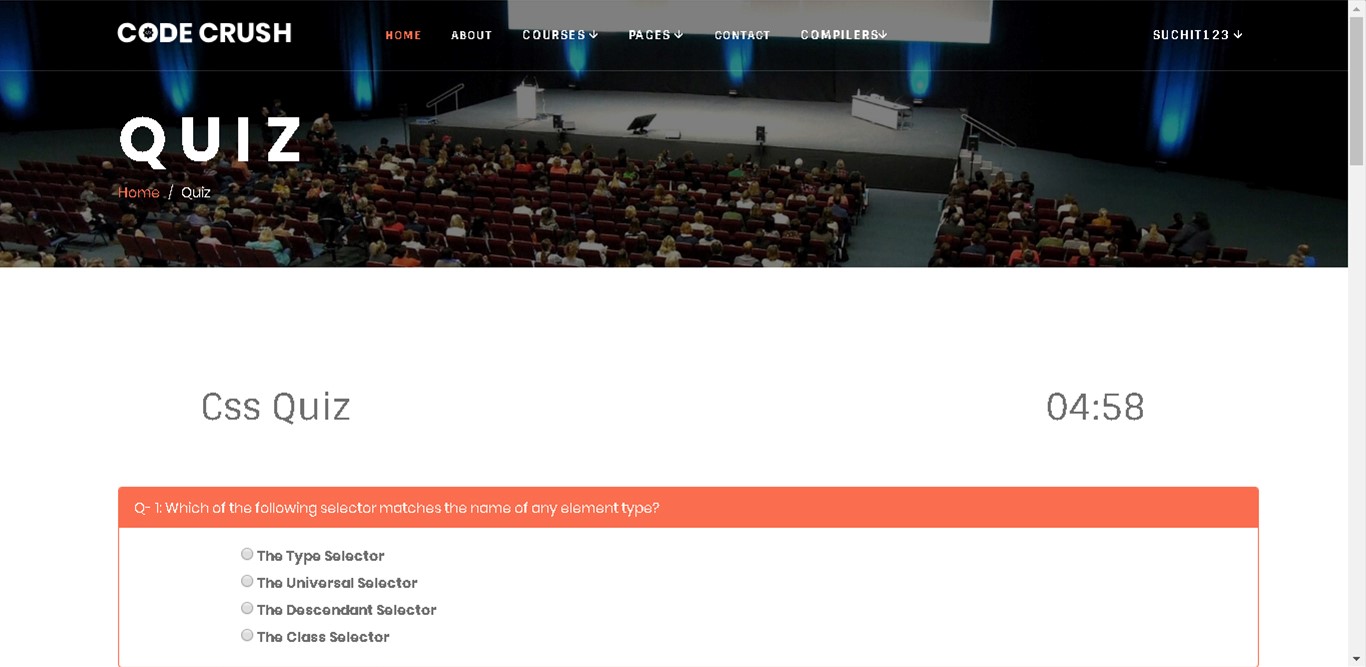 CODE CRUSH
HOME ABOUT COURSES PAGES CONTACT COMPILERS SUCHIT123
QUIZ
Home / Quiz
Css Quiz 04:58
Q- 1: Which of the following selector matches the name of any element type?
The Type Selector
The Universal Selector
The Descendant Selector
The Class Selector